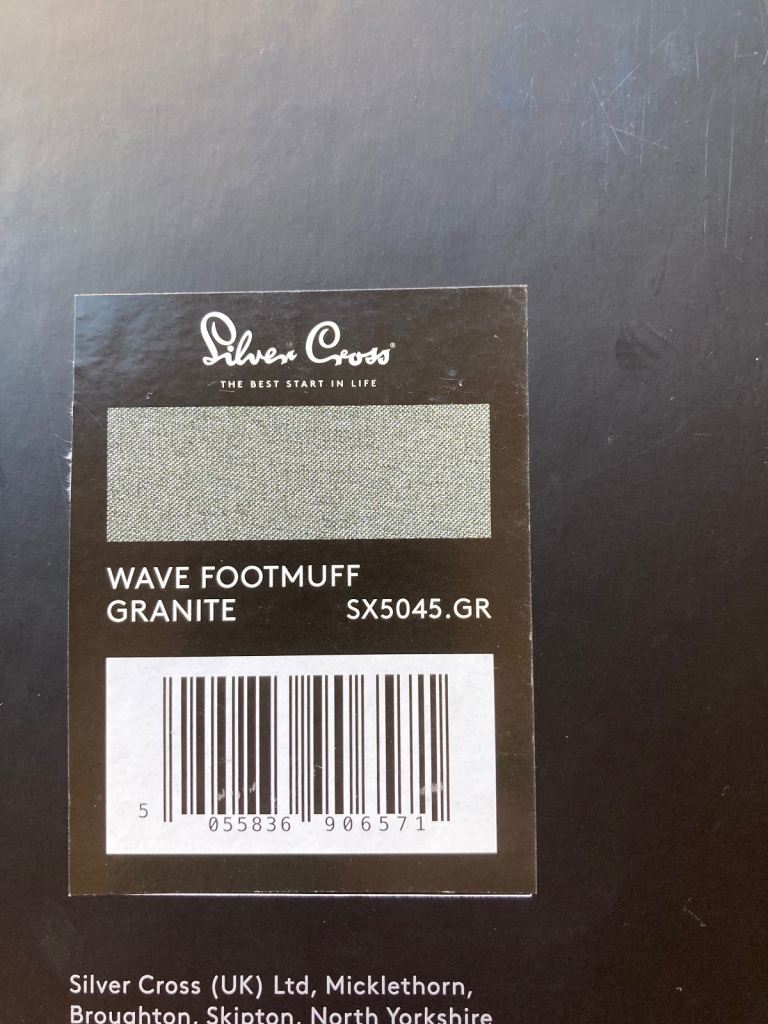 Silver Cross®
THE BEST START IN LIFE
WAVE FOOTMUFF
GRANITE SX5045.GR
5 055836 906571
Silver Cross (UK) Ltd, Micklethorn,
Broughton, Skipton, North Yorkshire